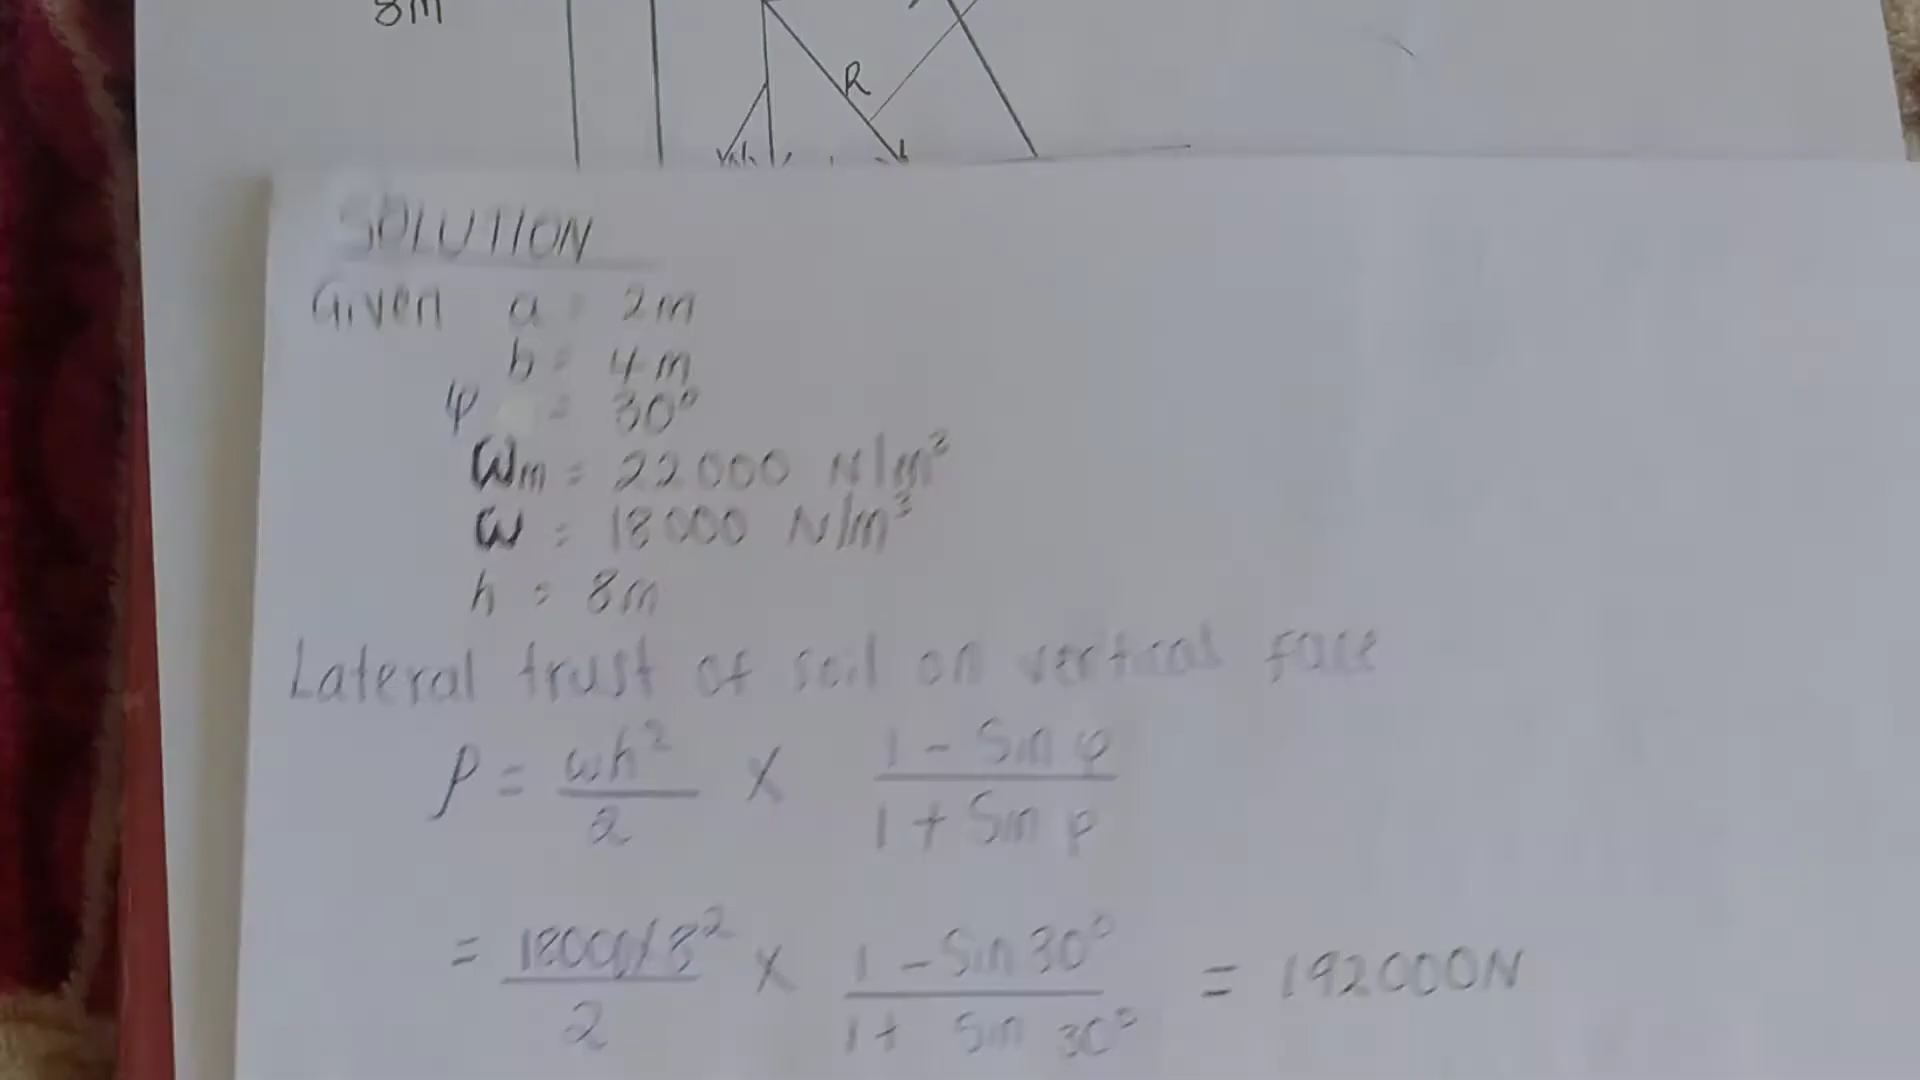 8m
R
SOLUTION
Given a = 2m
b = 4m
φ = 30°
Wm = 22000 N/m³
W = 18000 N/m³
h = 8m
Lateral trust of soil on vertical face
P = wh²/2 × 1 - Sin φ/1 + Sin φ
= 18000×8²/2 × 1 - Sin 30°/1 + Sin 30° = 192000N